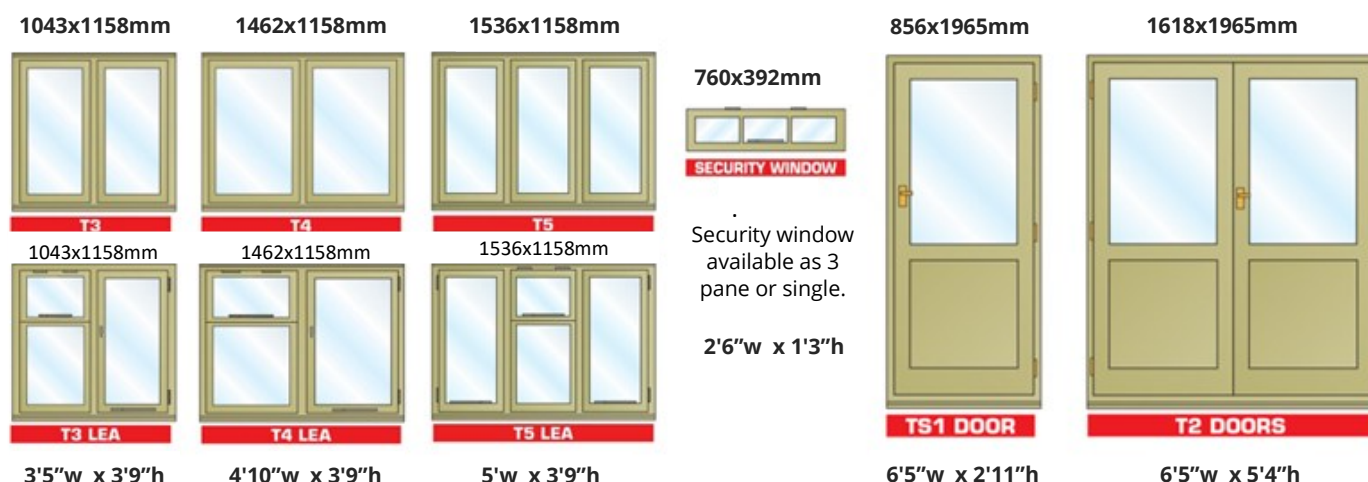 1043x1158mm
1462x1158mm
1536x1158mm
T3
T4
T5
1043x1158mm
1462x1158mm
1536x1158mm
T3 LEA
T4 LEA
T5 LEA
3'5”w x 3'9”h
4'10”w x 3'9”h
5'w x 3'9”h
760x392mm
SECURITY WINDOW
.
Security window
available as 3
pane or single.
2'6”w x 1'3”h
856x1965mm
1618x1965mm
TS1 DOOR
T2 DOORS
6'5”w x 2'11”h
6'5”w x 5'4”h